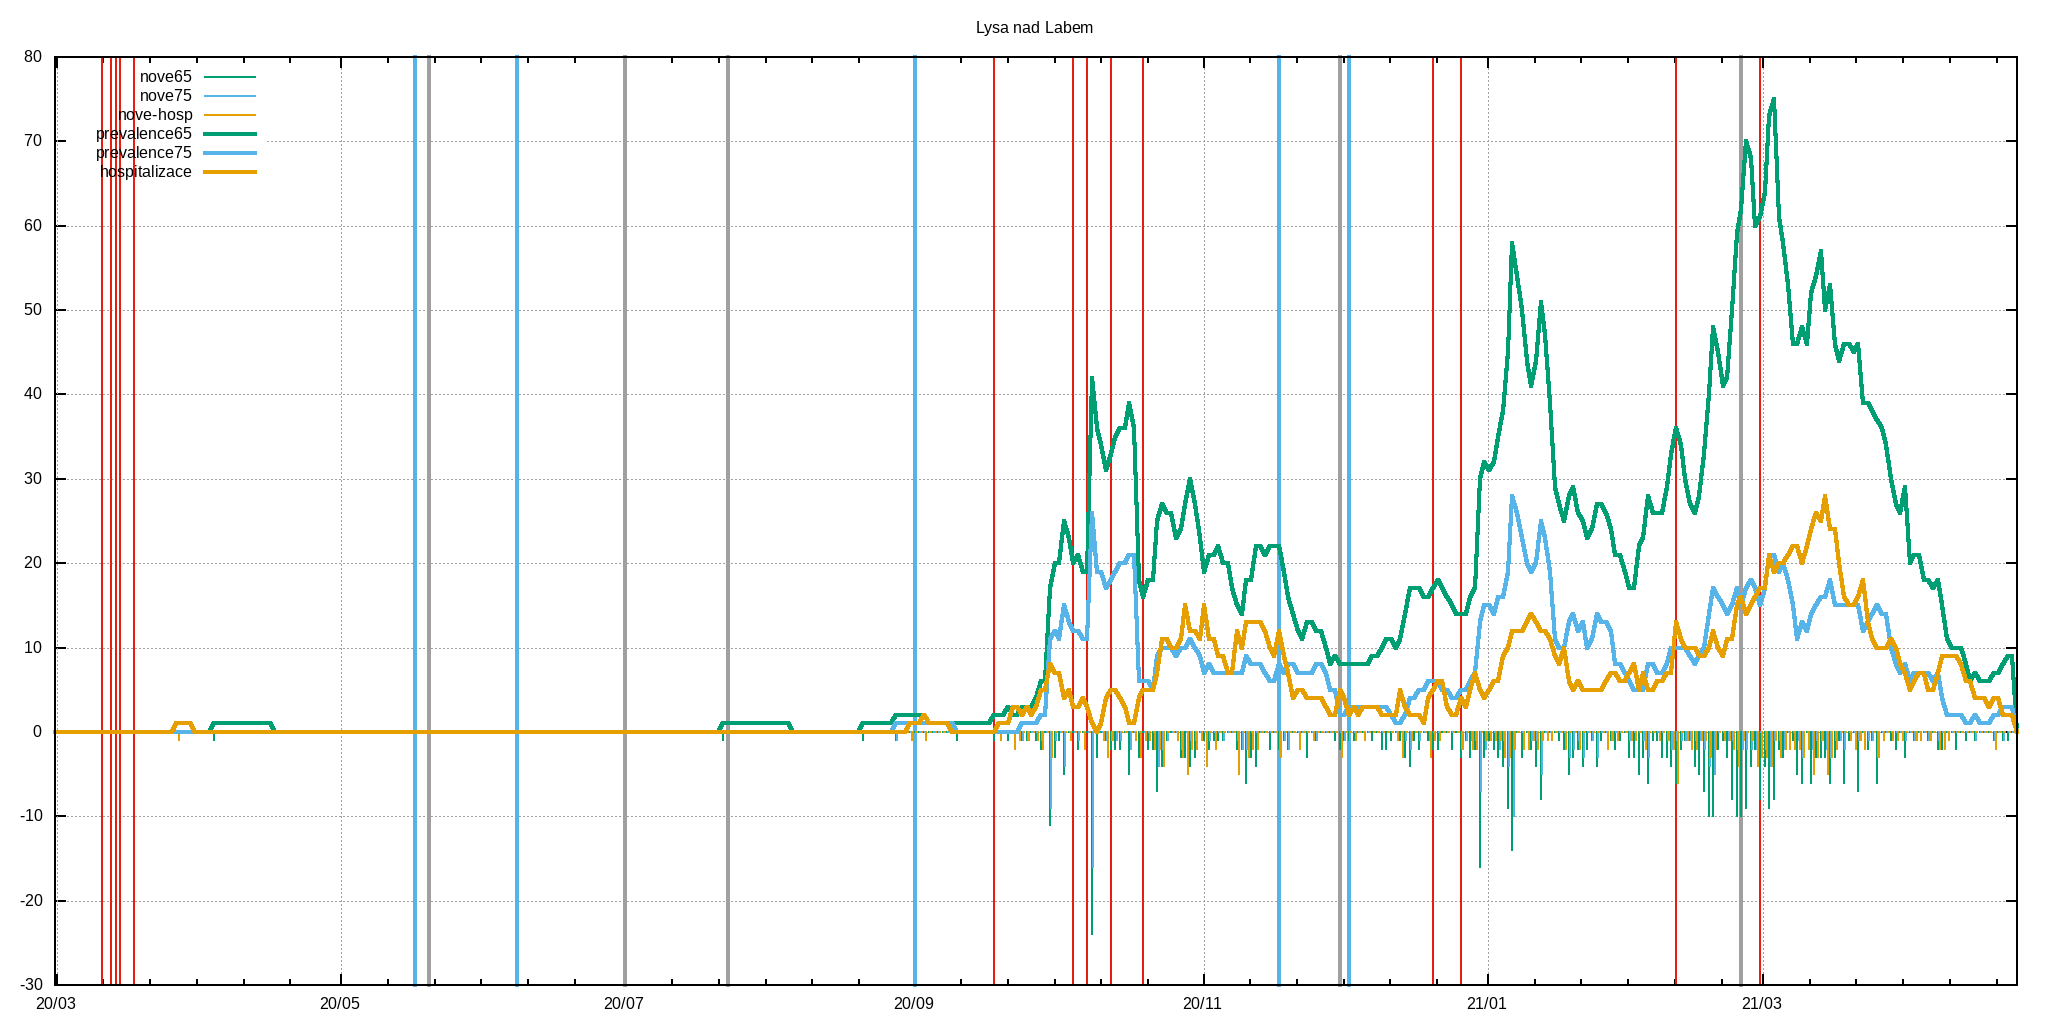 Lysa nad Labem
80
70
60
50
40
30
20
10
0
-10
-20
-30
nove65
nove75
nove-hosp
prevalence65
prevalence75
hospitalizace
20/03 20/05 20/07 20/09 20/11 21/01 21/03